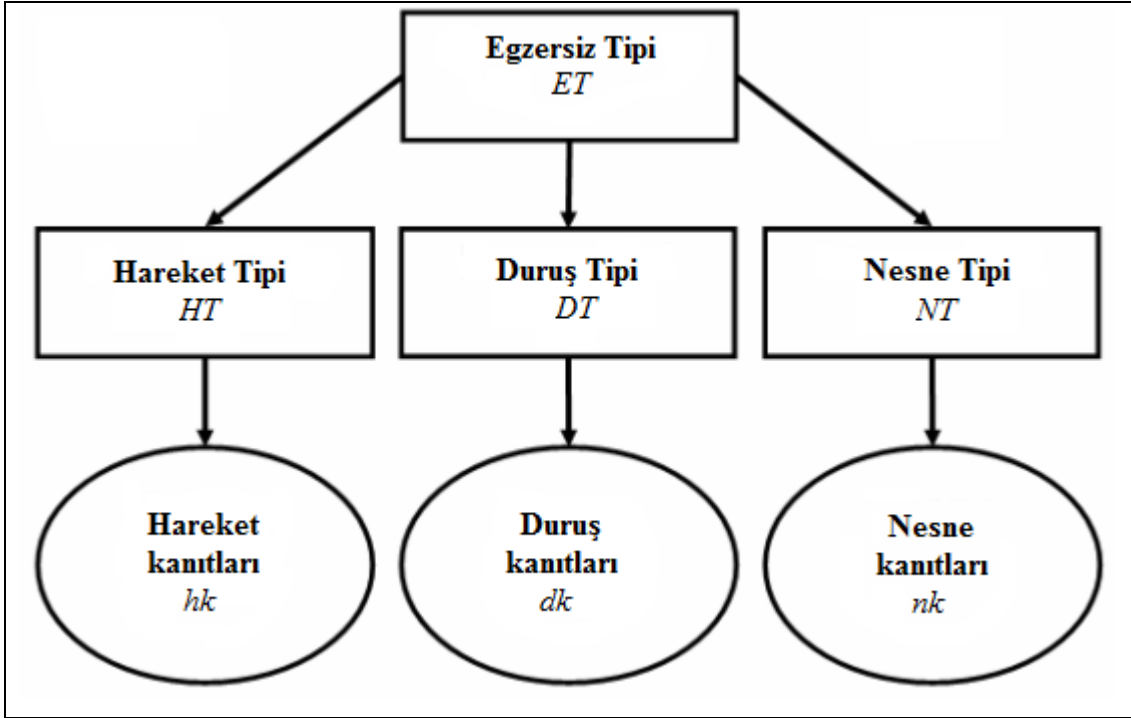 Egzersiz Tipi
ET
Hareket Tipi
HT
Duruş Tipi
DT
Nesne Tipi
NT
Hareket
kanıtları
hk
Duruş
kanıtları
dk
Nesne
kanıtları
nk